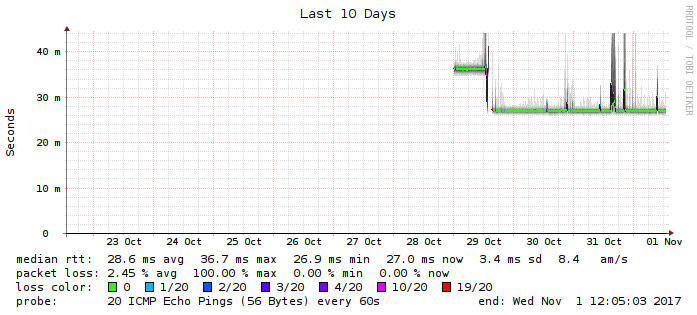 Last 10 Days
RRDTOOL / TOBI OETIKER
Seconds
40 m
30 m
20 m
10 m
0
23 Oct 24 Oct 25 Oct 26 Oct 27 Oct 28 Oct 29 Oct 30 Oct 31 Oct 01 Nov
median rtt: 28.6 ms avg 36.7 ms max 26.9 ms min 27.0 ms now 3.4 ms sd 8.4 am/s
packet loss: 2.45 % avg 100.00 % max 0.00 % min 0.00 % now
loss color: 0 1/20 2/20 3/20 4/20 10/20 19/20
probe: 20 ICMP Echo Pings (56 Bytes) every 60s end: Wed Nov 1 12:05:03 2017